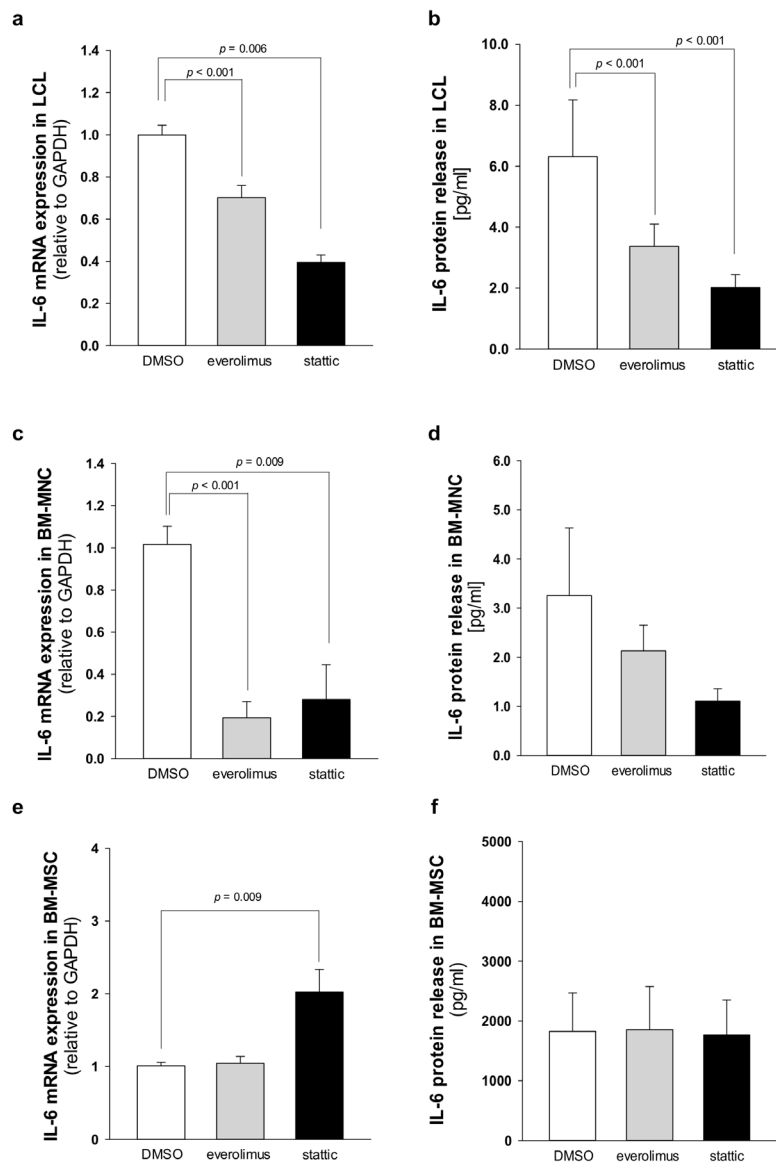 a
IL-6 mRNA expression in LCL
(relative to GAPDH)
1.4
1.2
1.0
0.8
0.6
0.4
0.2
0.0
p = 0.006
p < 0.001
DMSO everolimus stattic
b
IL-6 protein release in LCL
[pg/ml]
10.0
8.0
6.0
4.0
2.0
0.0
p < 0.001
p < 0.001
DMSO everolimus stattic
c
IL-6 mRNA expression in BM-MNC
(relative to GAPDH)
1.4
1.2
1.0
0.8
0.6
0.4
0.2
0.0
p = 0.009
p < 0.001
DMSO everolimus stattic
d
IL-6 protein release in BM-MNC
[pg/ml]
6.0
5.0
4.0
3.0
2.0
1.0
0.0
DMSO everolimus stattic
e
IL-6 mRNA expression in BM-MSC
(relative to GAPDH)
4
3
2
1
0
p = 0.009
DMSO everolimus stattic
f
IL-6 protein release in BM-MSC
(pg/ml)
5000
4000
3000
2000
1000
0
DMSO everolimus stattic